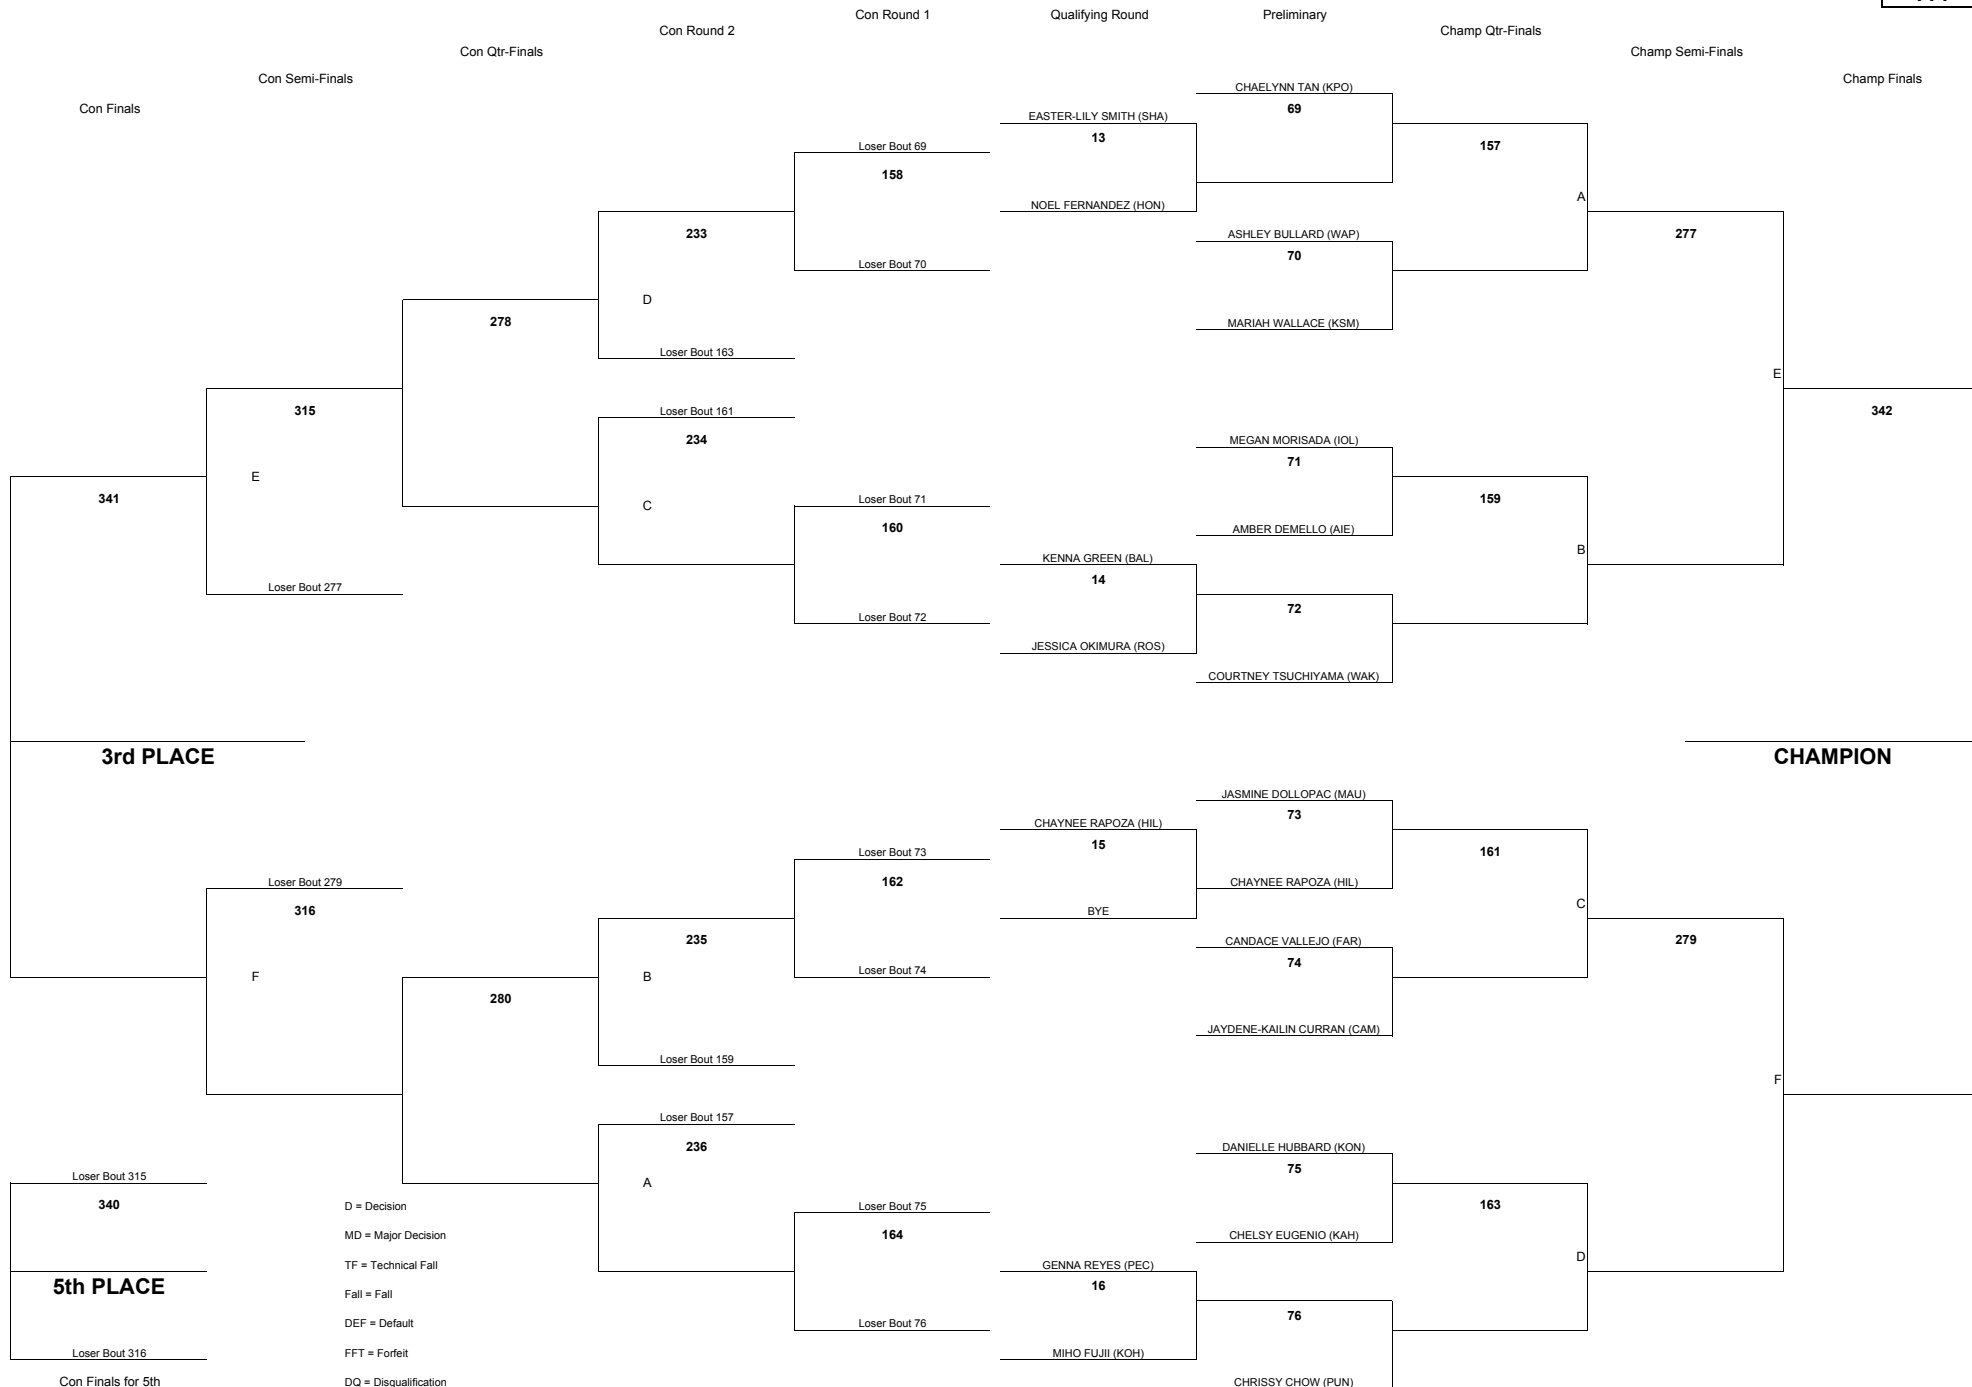 Con Round 1
Qualifying Round
Preliminary
Con Round 2
Champ Qtr-Finals
Con Qtr-Finals
Champ Semi-Finals
Con Semi-Finals
Champ Finals
Con Finals
CHAELYNN TAN (KPO)
69
EASTER-LILY SMITH (SHA)
13
157
Loser Bout 69
158
A
NOEL FERNANDEZ (HON)
233
ASHLEY BULLARD (WAP)
277
70
Loser Bout 70
D
278
MARIAH WALLACE (KSM)
Loser Bout 163
E
315
Loser Bout 161
342
234
MEGAN MORISADA (IOL)
71
E
341
Loser Bout 71
159
C
160
AMBER DEMELLO (AIE)
B
KENNA GREEN (BAL)
14
Loser Bout 277
72
Loser Bout 72
JESSICA OKIMURA (ROS)
COURTNEY TSUCHIYAMA (WAK)
3rd PLACE
CHAMPION
JASMINE DOLLOPAC (MAU)
73
CHAYNEE RAPOZA (HIL)
15
Loser Bout 73
161
Loser Bout 279
162
CHAYNEE RAPOZA (HIL)
316
BYE
C
235
CANDACE VALLEJO (FAR)
279
74
Loser Bout 74
F
B
280
JAYDENE-KAILIN CURRAN (CAM)
Loser Bout 159
F
Loser Bout 157
236
DANIELLE HUBBARD (KON)
75
Loser Bout 315
A
340
D = Decision
Loser Bout 75
163
MD = Major Decision
164
CHELSY EUGENIO (KAH)
D
TF = Technical Fall
GENNA REYES (PEC)
5th PLACE
16
Fall = Fall
76
DEF = Default
Loser Bout 76
Loser Bout 316
FFT = Forfeit
MIHO FUJII (KOH)
Con Finals for 5th
DQ = Disqualification
CHRISSY CHOW (PUN)